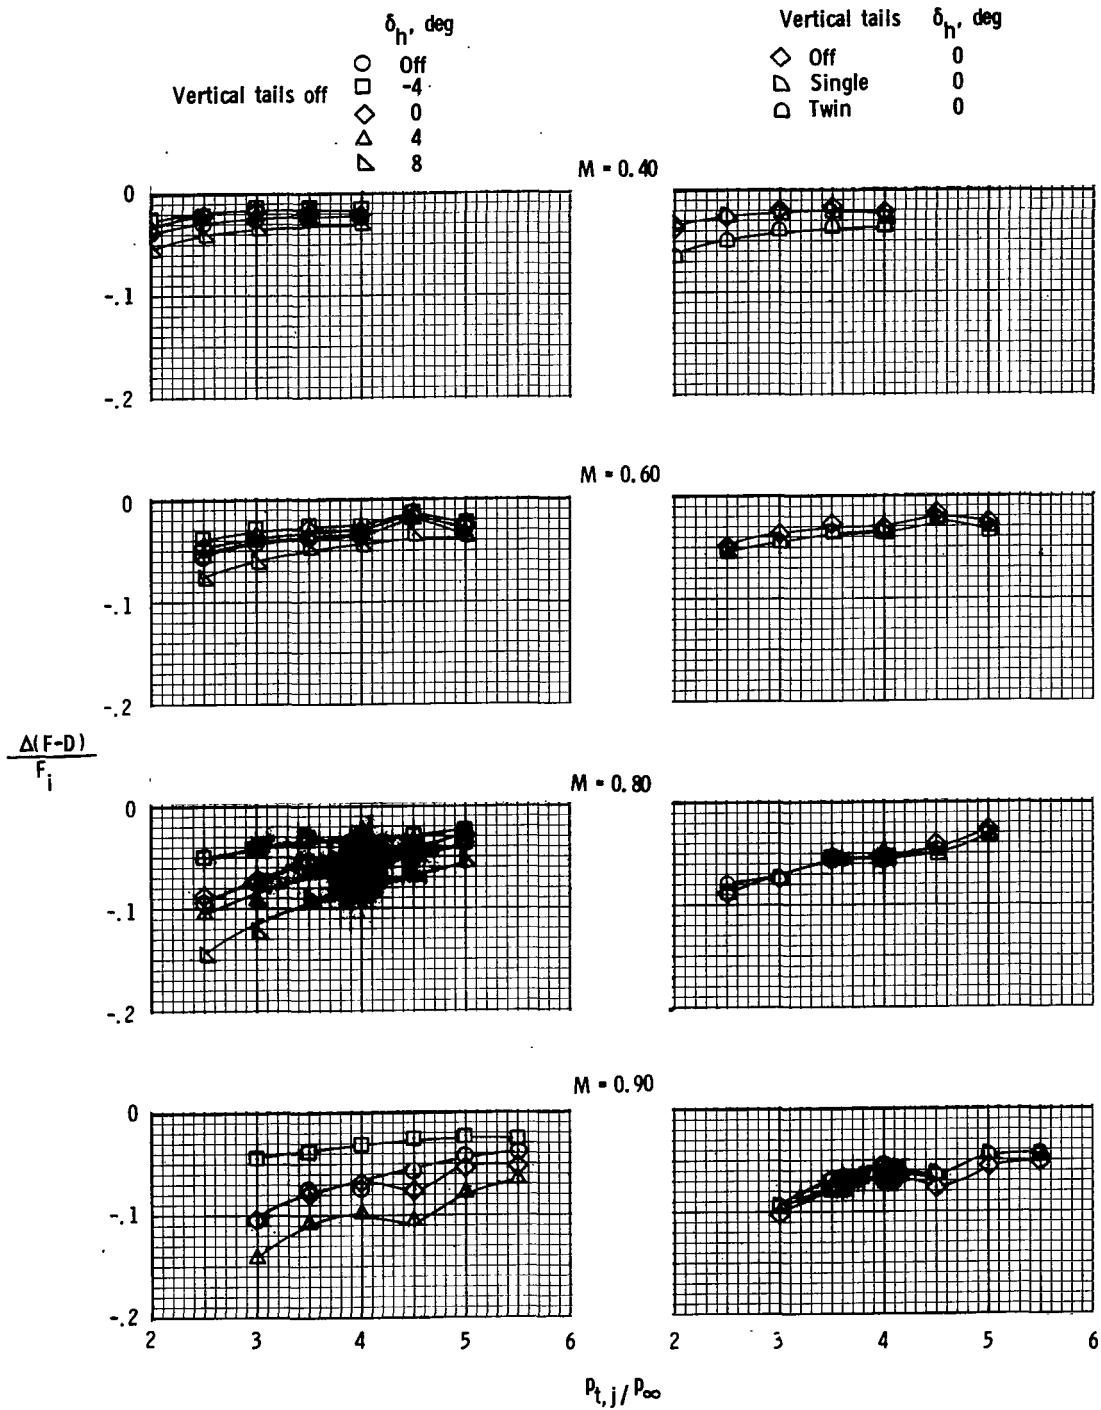 δh, deg
Vertical tails off
Off
-4
0
4
8
Vertical tails δh, deg
Off 0
Single 0
Twin 0
M = 0.40
0
-.1
-.2
M = 0.60
0
-.1
-.2
Δ(F-D)
Fi
M = 0.80
0
-.1
-.2
M = 0.90
0
-.1
-.2
2 3 4 5 6
2 3 4 5 6
pt,j/p∞